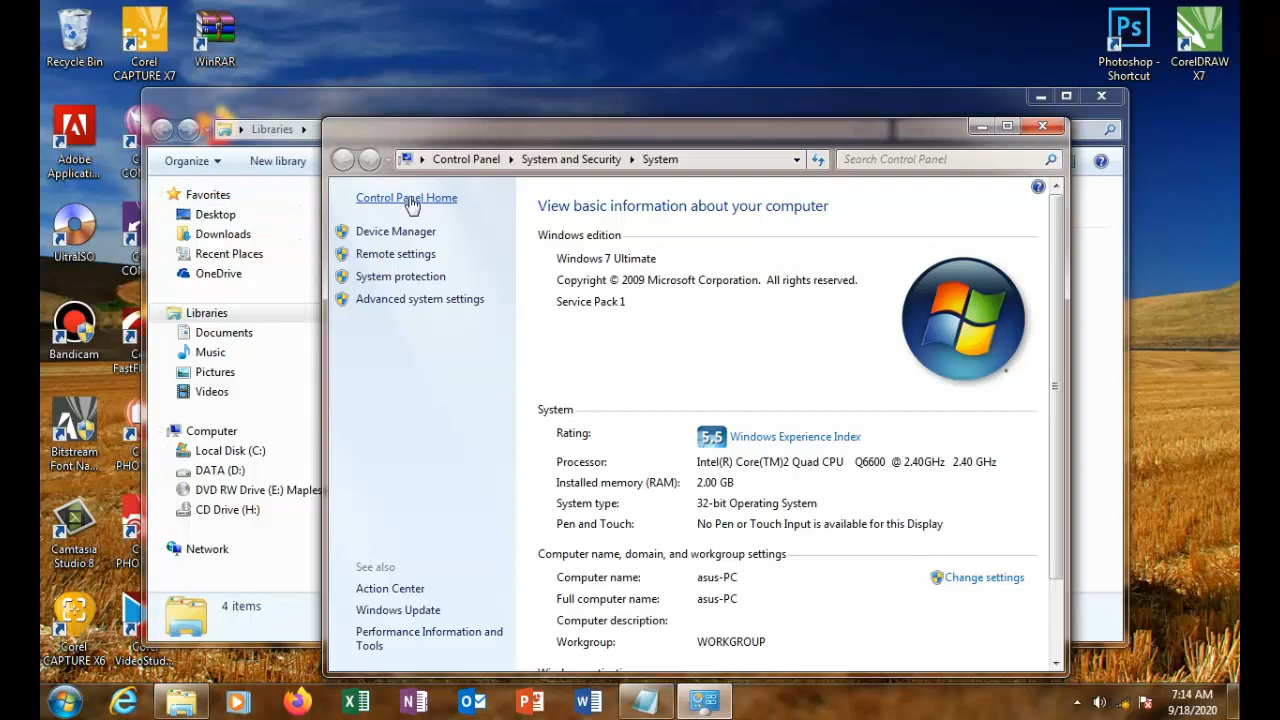 Recycle Bin
Corel
CAPTURE X7
WinRAR
Ps
Photoshop -
Shortcut
CorelDRAW
X7
Adobe
Applicati...
UltraISO
Bandicam
FastFl
Bitstream
Font Na...
PHO
Camtasia
Studio 8
PHO
Corel
CAPTURE X6
Corel
VideoStud...
Libraries
Organize
New library
Favorites
Desktop
Downloads
Recent Places
OneDrive
Libraries
Documents
Music
Pictures
Videos
Computer
Local Disk (C:)
DATA (D:)
DVD RW Drive (E:) Maples
CD Drive (H:)
Network
4 items
Control Panel
System and Security
System
Search Control Panel
Control Panel Home
Device Manager
Remote settings
System protection
Advanced system settings
See also
Action Center
Windows Update
Performance Information and
Tools
View basic information about your computer
Windows edition
Windows 7 Ultimate
Copyright © 2009 Microsoft Corporation. All rights reserved.
Service Pack 1
System
Rating: 5.5 Windows Experience Index
Processor: Intel(R) Core(TM)2 Quad CPU Q6600 @ 2.40GHz 2.40 GHz
Installed memory (RAM): 2.00 GB
System type: 32-bit Operating System
Pen and Touch: No Pen or Touch Input is available for this Display
Computer name, domain, and workgroup settings
Computer name: asus-PC Change settings
Full computer name: asus-PC
Computer description:
Workgroup: WORKGROUP
7:14 AM
9/18/2020